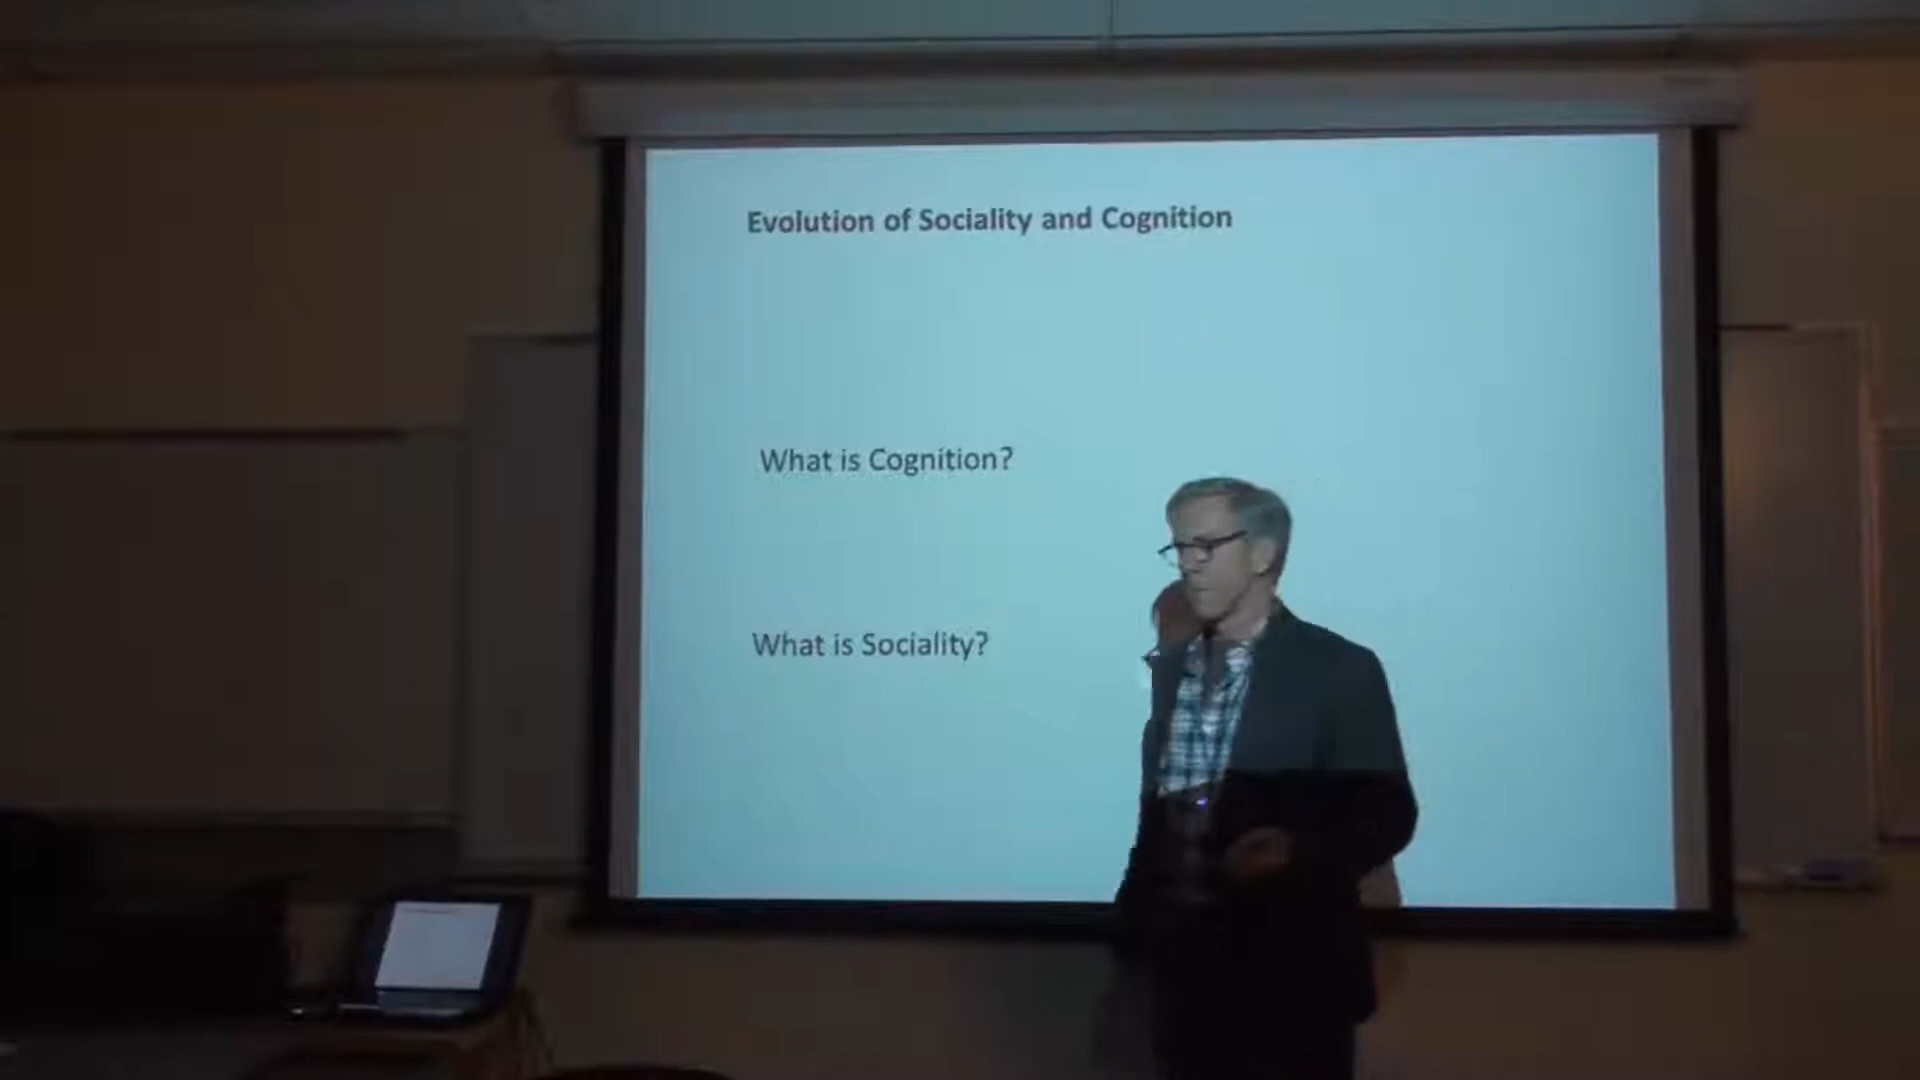 Evolution of Sociality and Cognition
What is Cognition?
What is Sociality?